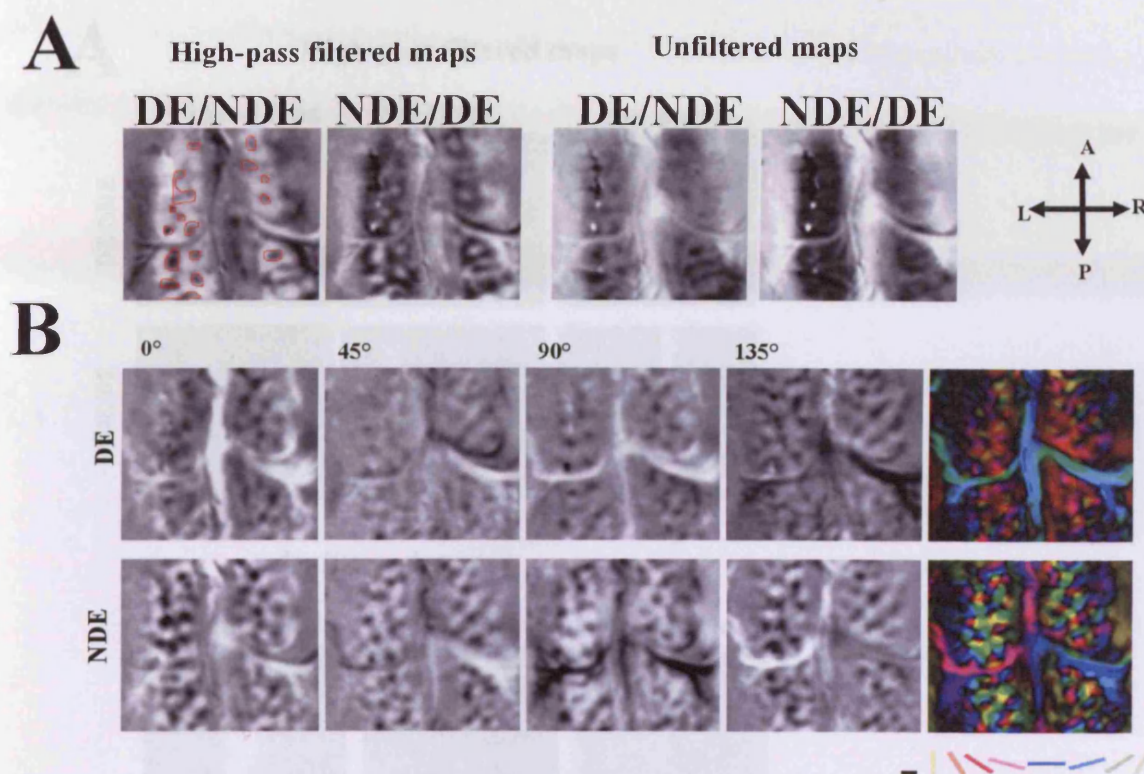 A
High-pass filtered maps
Unfiltered maps
DE/NDE NDE/DE DE/NDE NDE/DE
A
L R
P
B
0° 45° 90° 135°
DE
NDE